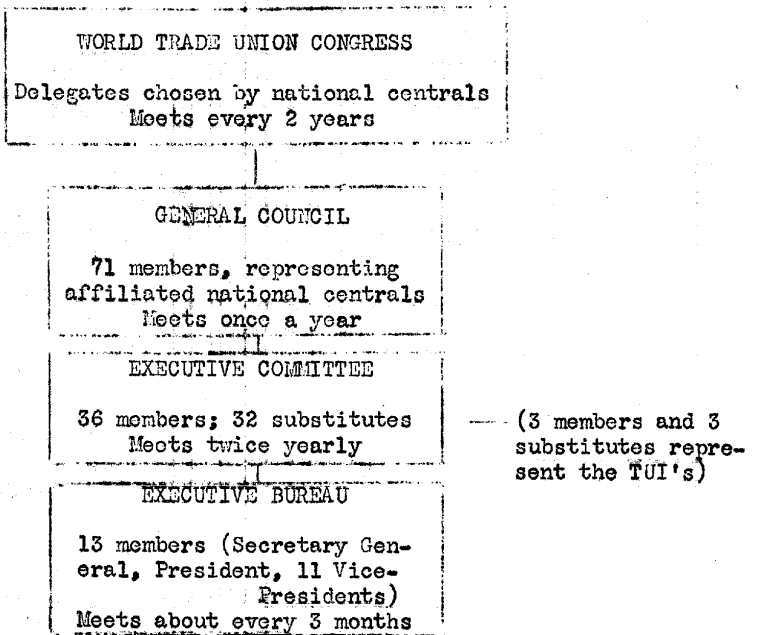 WORLD TRADE UNION CONGRESS
Delegates chosen by national centrals
Meets every 2 years
GENERAL COUNCIL
71 members, representing
affiliated national centrals
Meets once a year
EXECUTIVE COMMITTEE
36 members; 32 substitutes
Meets twice yearly
(3 members and 3
substitutes repre-
sent the TUI's)
EXECUTIVE BUREAU
13 members (Secretary Gen-
eral, President, 11 Vice-
Presidents)
Meets about every 3 months